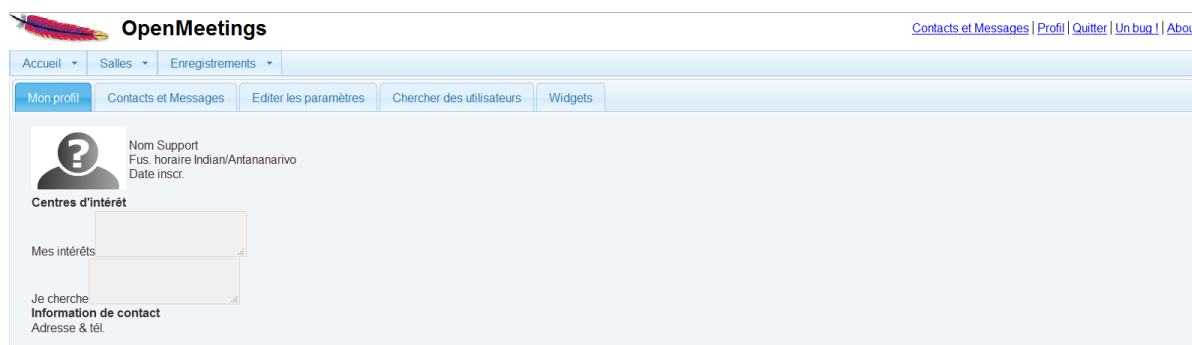 OpenMeetings
Contacts et Messages | Profil | Quitter | Un bug ! | Abou
Accueil Salles Enregistrements
Mon profil Contacts et Messages Editer les paramètres Chercher des utilisateurs Widgets
Nom Support
Fus. horaire Indian/Antananarivo
Date inscr.
Centres d'intérêt
Mes intérêts
Je cherche
Information de contact
Adresse & tél.